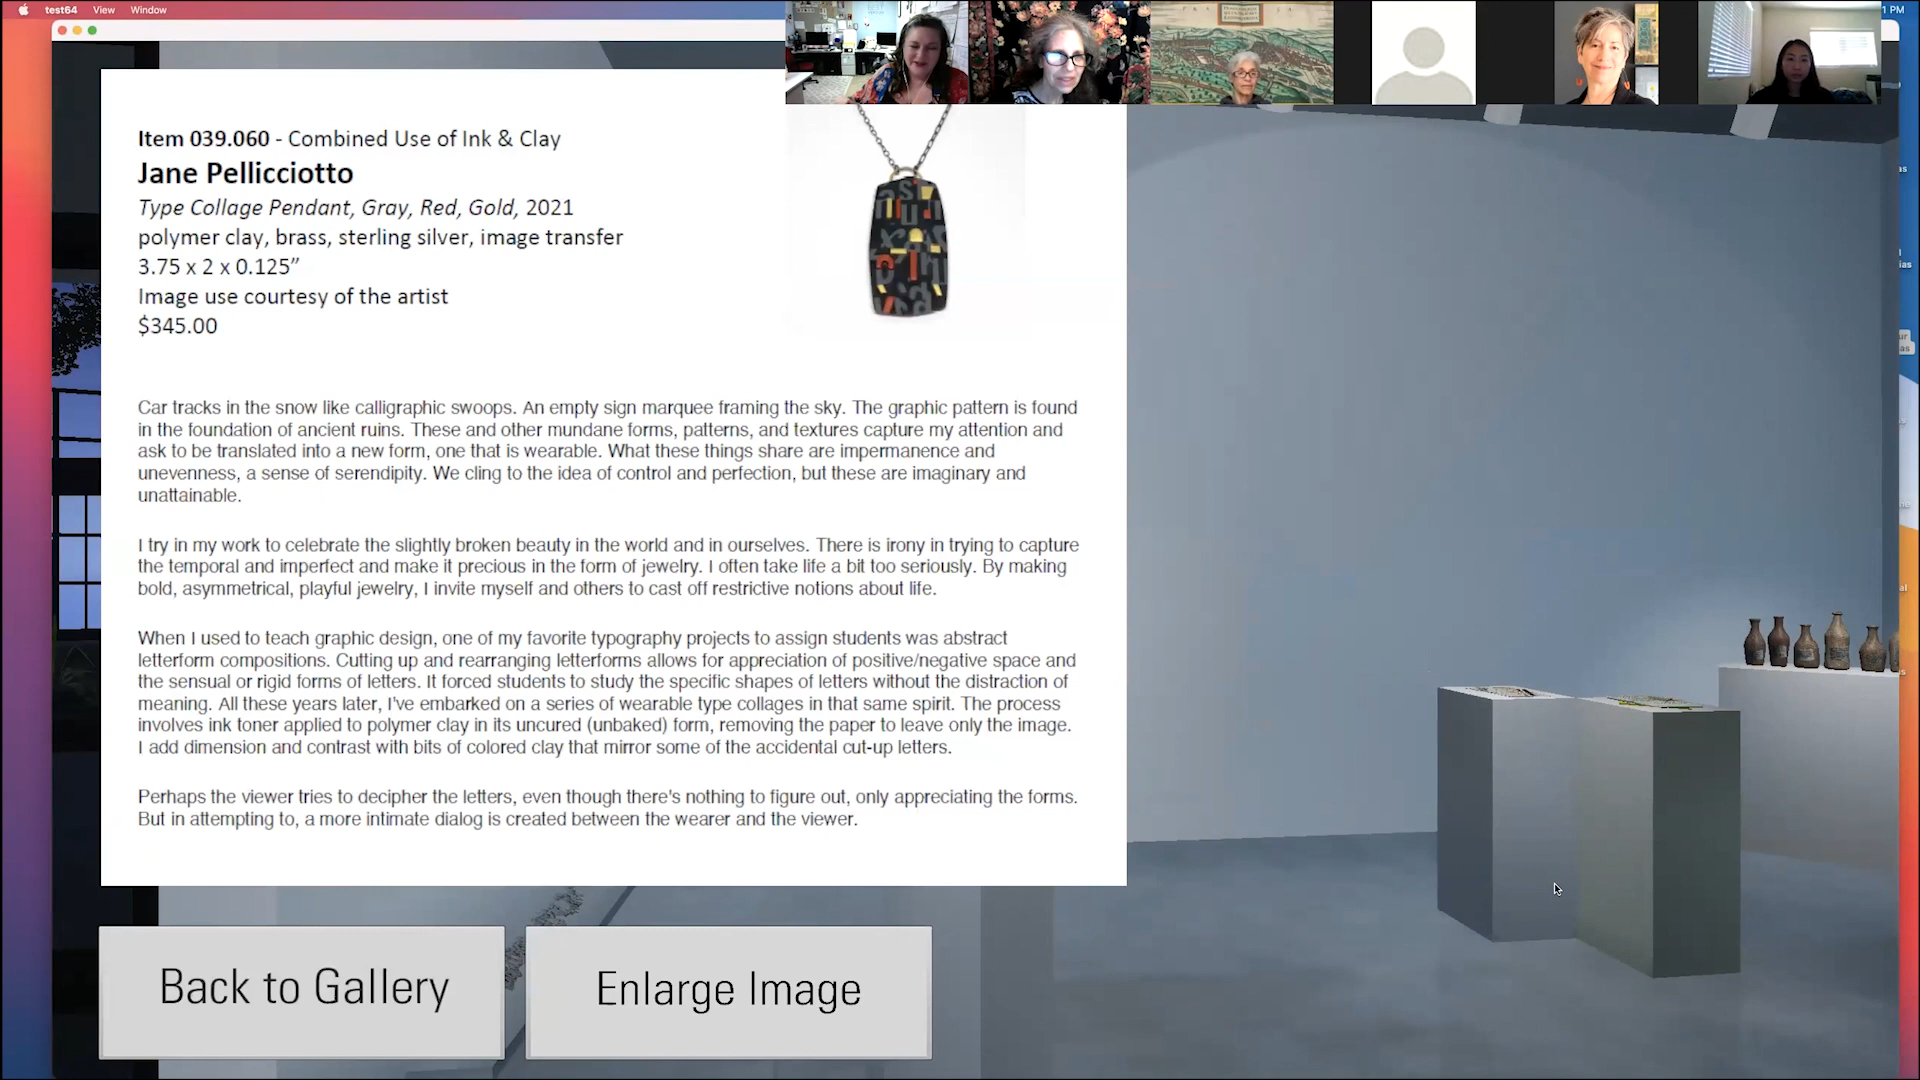 test64 View Window
1 PM
Item 039.060 - Combined Use of Ink & Clay
Jane Pellicciotto
Type Collage Pendant, Gray, Red, Gold, 2021
polymer clay, brass, sterling silver, image transfer
3.75 x 2 x 0.125”
Image use courtesy of the artist
$345.00
Car tracks in the snow like calligraphic swoops. An empty sign marquee framing the sky. The graphic pattern is found
in the foundation of ancient ruins. These and other mundane forms, patterns, and textures capture my attention and
ask to be translated into a new form, one that is wearable. What these things share are impermanence and
unevenness, a sense of serendipity. We cling to the idea of control and perfection, but these are imaginary and
unattainable.
I try in my work to celebrate the slightly broken beauty in the world and in ourselves. There is irony in trying to capture
the temporal and imperfect and make it precious in the form of jewelry. I often take life a bit too seriously. By making
bold, asymmetrical, playful jewelry, I invite myself and others to cast off restrictive notions about life.
When I used to teach graphic design, one of my favorite typography projects to assign students was abstract
letterform compositions. Cutting up and rearranging letterforms allows for appreciation of positive/negative space and
the sensual or rigid forms of letters. It forced students to study the specific shapes of letters without the distraction of
meaning. All these years later, I've embarked on a series of wearable type collages in that same spirit. The process
involves ink toner applied to polymer clay in its uncured (unbaked) form, removing the paper to leave only the image.
I add dimension and contrast with bits of colored clay that mirror some of the accidental cut-up letters.
Perhaps the viewer tries to decipher the letters, even though there's nothing to figure out, only appreciating the forms.
But in attempting to, a more intimate dialog is created between the wearer and the viewer.
Back to Gallery
Enlarge Image